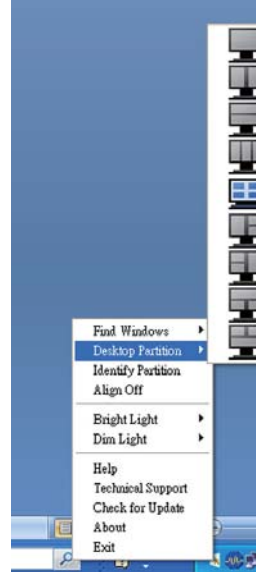 Find Windows
Desktop Partition
Identify Partition
Align Off
Bright Light
Dim Light
Help
Technical Support
Check for Update
About
Exit